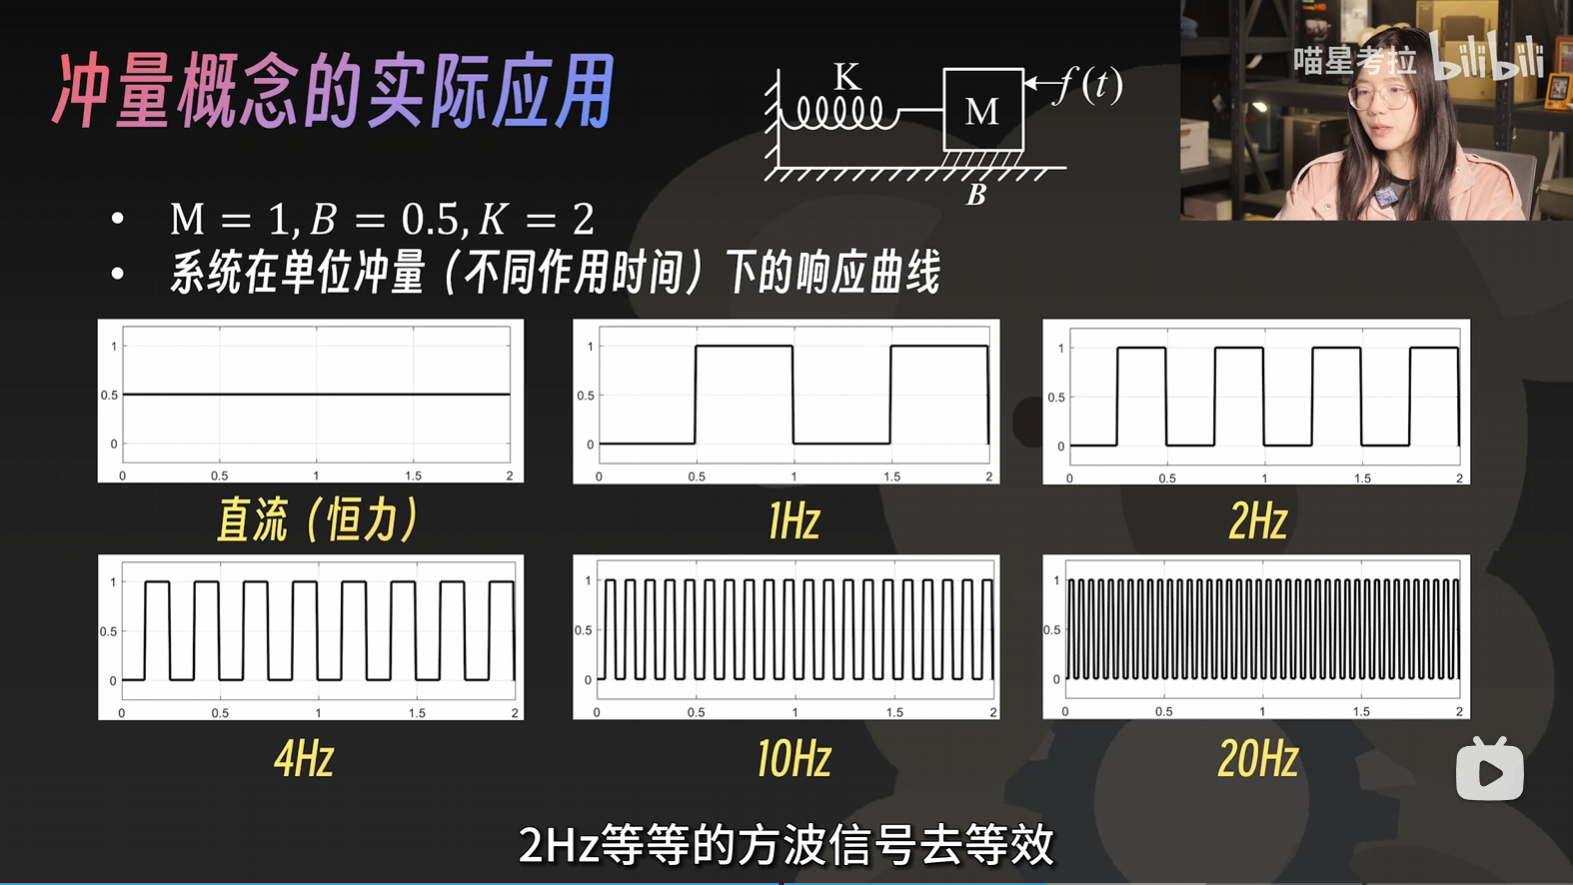 冲量概念的实际应用
K
M
f(t)
B
喵星考拉 bilibili
• M = 1, B = 0.5, K = 2
• 系统在单位冲量（不同作用时间）下的响应曲线
1
0.5
0
0 0.5 1 1.5 2
直流（恒力）
1
0.5
0
0 0.5 1 1.5 2
1Hz
1
0.5
0
0 0.5 1 1.5 2
2Hz
1
0.5
0
0 0.5 1 1.5 2
4Hz
1
0.5
0
0 0.5 1 1.5 2
10Hz
1
0.5
0
0 0.5 1 1.5 2
20Hz
2Hz等等的方波信号去等效